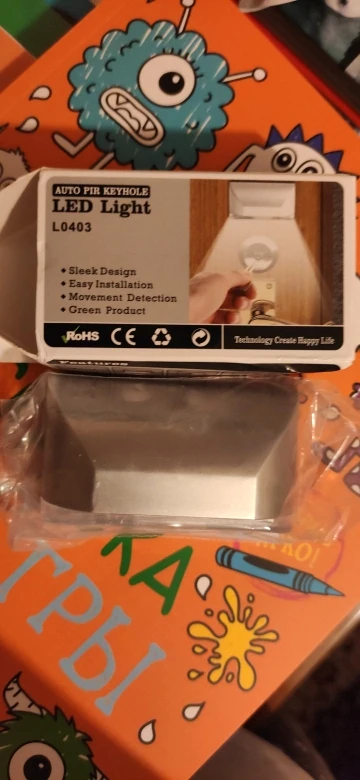 AUTO PIR KEYHOLE
LED Light
L0403
Sleek Design
Easy Installation
Movement Detection
Green Product
RoHS CE
Technology Create Happy Life
Features
КА
ГРЫ